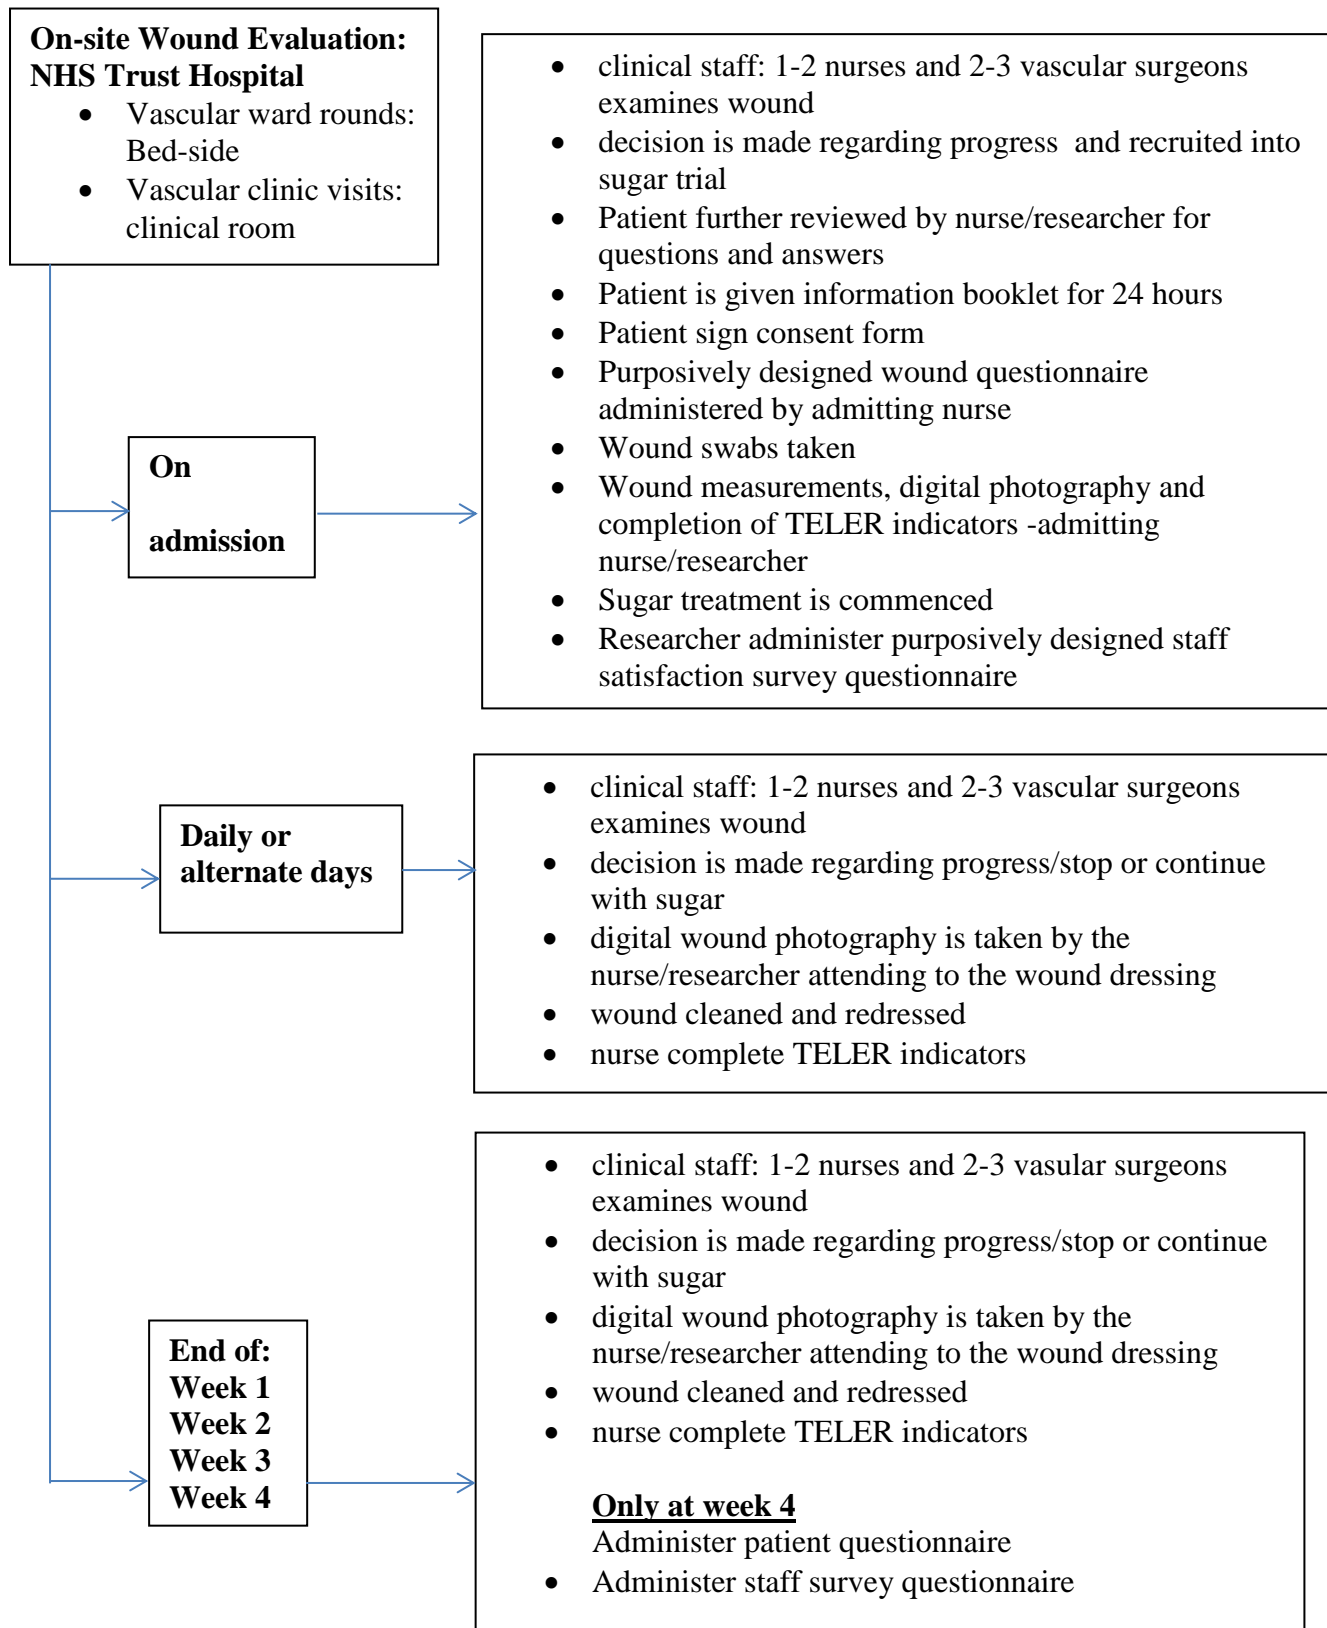 On-site Wound Evaluation:
NHS Trust Hospital
• Vascular ward rounds:
Bed-side
• Vascular clinic visits:
clinical room
On
admission
• clinical staff: 1-2 nurses and 2-3 vascular surgeons
examines wound
• decision is made regarding progress and recruited into
sugar trial
• Patient further reviewed by nurse/researcher for
questions and answers
• Patient is given information booklet for 24 hours
• Patient sign consent form
• Purposively designed wound questionnaire
administered by admitting nurse
• Wound swabs taken
• Wound measurements, digital photography and
completion of TELER indicators -admitting
nurse/researcher
• Sugar treatment is commenced
• Researcher administer purposively designed staff
satisfaction survey questionnaire
Daily or
alternate days
• clinical staff: 1-2 nurses and 2-3 vascular surgeons
examines wound
• decision is made regarding progress/stop or continue
with sugar
• digital wound photography is taken by the
nurse/researcher attending to the wound dressing
• wound cleaned and redressed
• nurse complete TELER indicators
End of:
Week 1
Week 2
Week 3
Week 4
• clinical staff: 1-2 nurses and 2-3 vasular surgeons
examines wound
• decision is made regarding progress/stop or continue
with sugar
• digital wound photography is taken by the
nurse/researcher attending to the wound dressing
• wound cleaned and redressed
• nurse complete TELER indicators
Only at week 4
Administer patient questionnaire
• Administer staff survey questionnaire